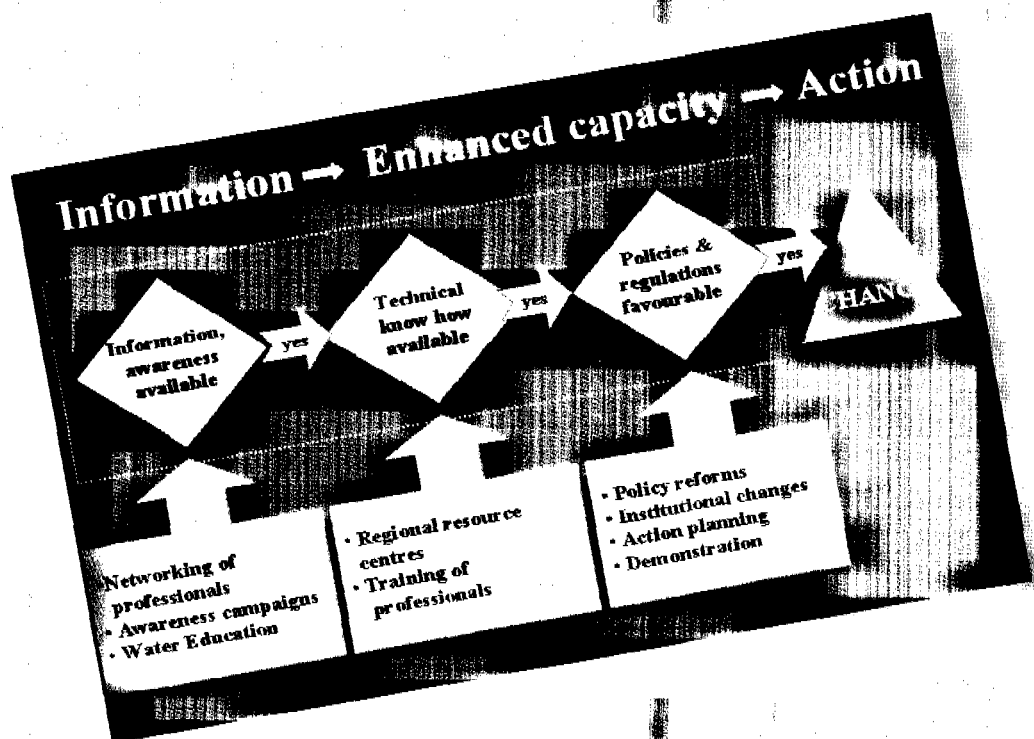 Information → Enhanced capacity → Action
Information,
awareness
available
yes
Technical
know how
available
yes
Policies &
regulations
favourable
yes
Networking of
professionals
• Awareness campaigns
• Water Education
• Regional resource
centres
• Training of
professionals
• Policy reforms
• Institutional changes
• Action planning
• Demonstration